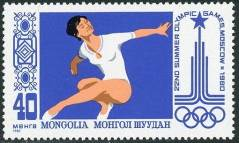 40
МӨНГӨ
MONGOLIA МОНГОЛ ШУУДАН
22ND SUMMER OLYMPIC GAMES, MOSCOW • 1980